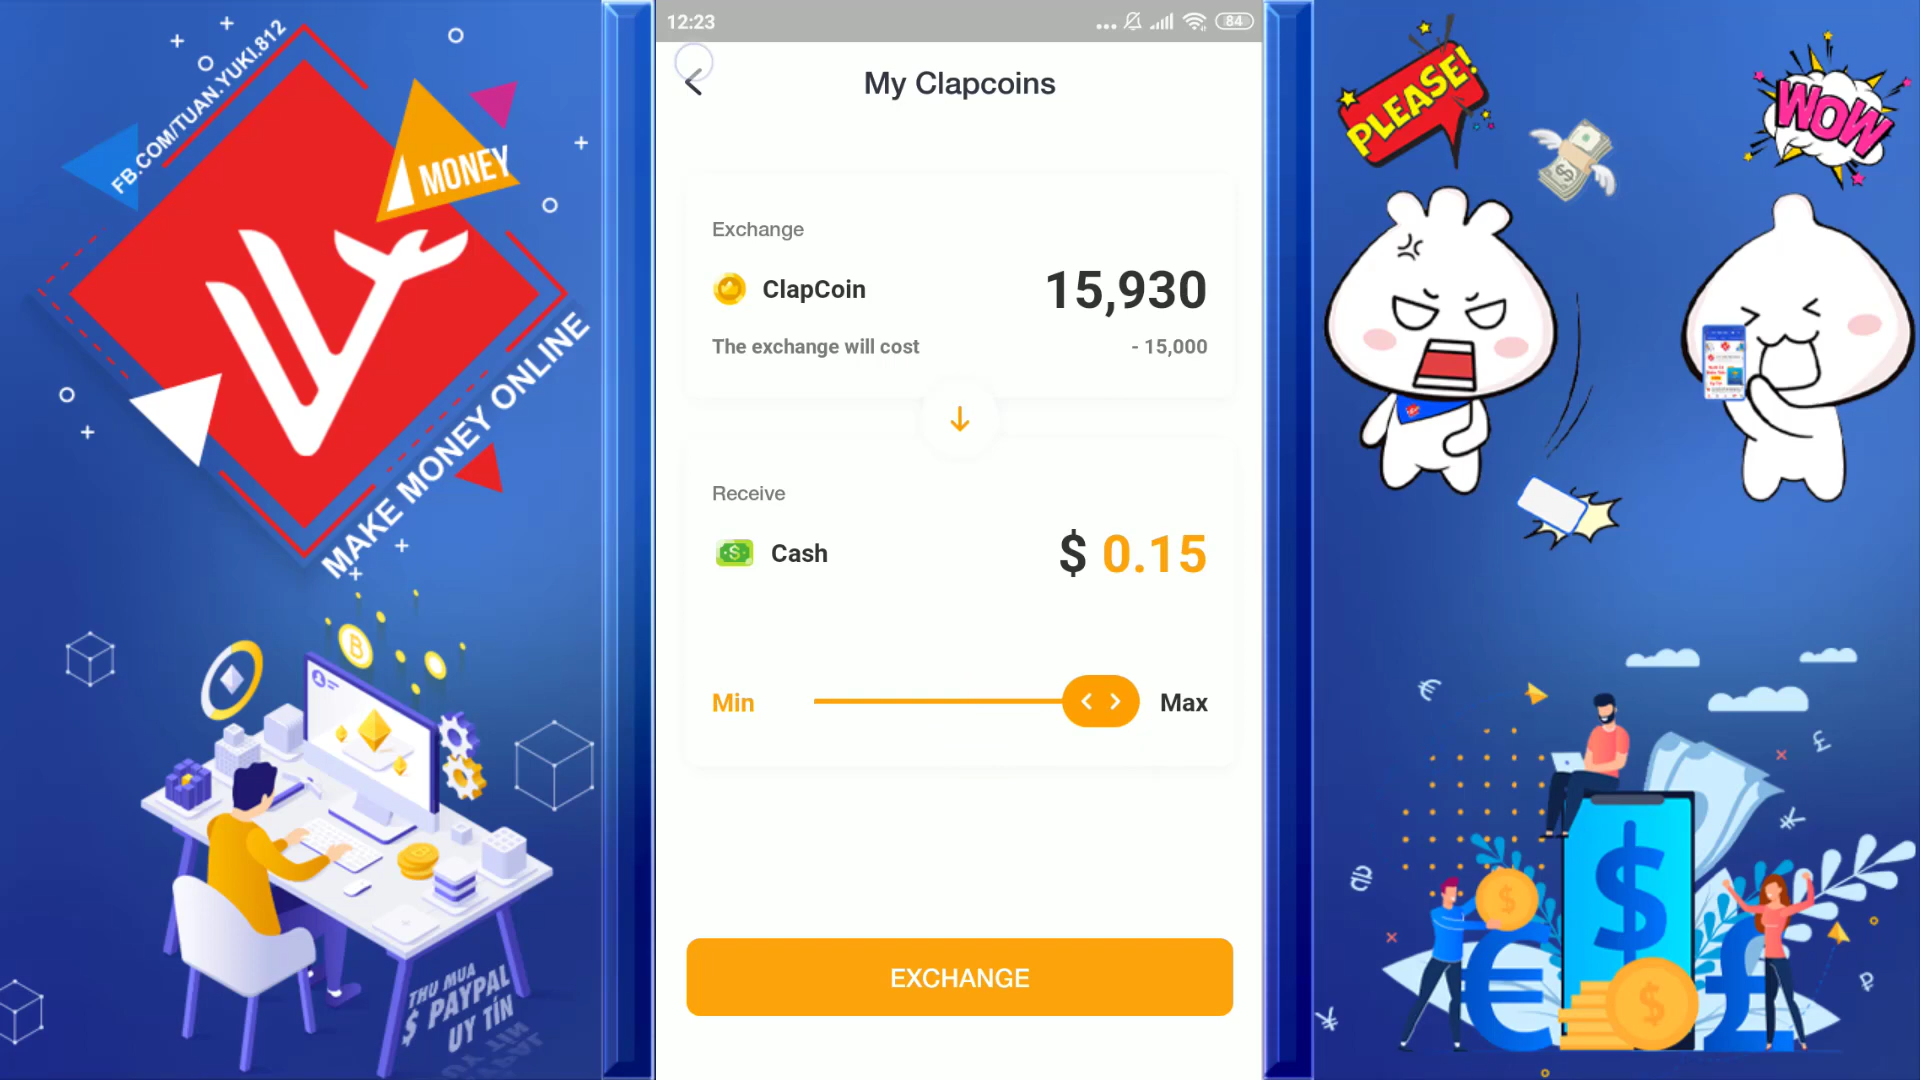 FB.COM/TUAN.YUKI.812
MONEY
MAKE MONEY ONLINE
THU MUA
$ PAYPAL
UY TÍN
12:23
84
My Clapcoins
Exchange
ClapCoin
15,930
The exchange will cost
- 15,000
Receive
Cash
$ 0.15
Min
Max
EXCHANGE
PLEASE!
WOW